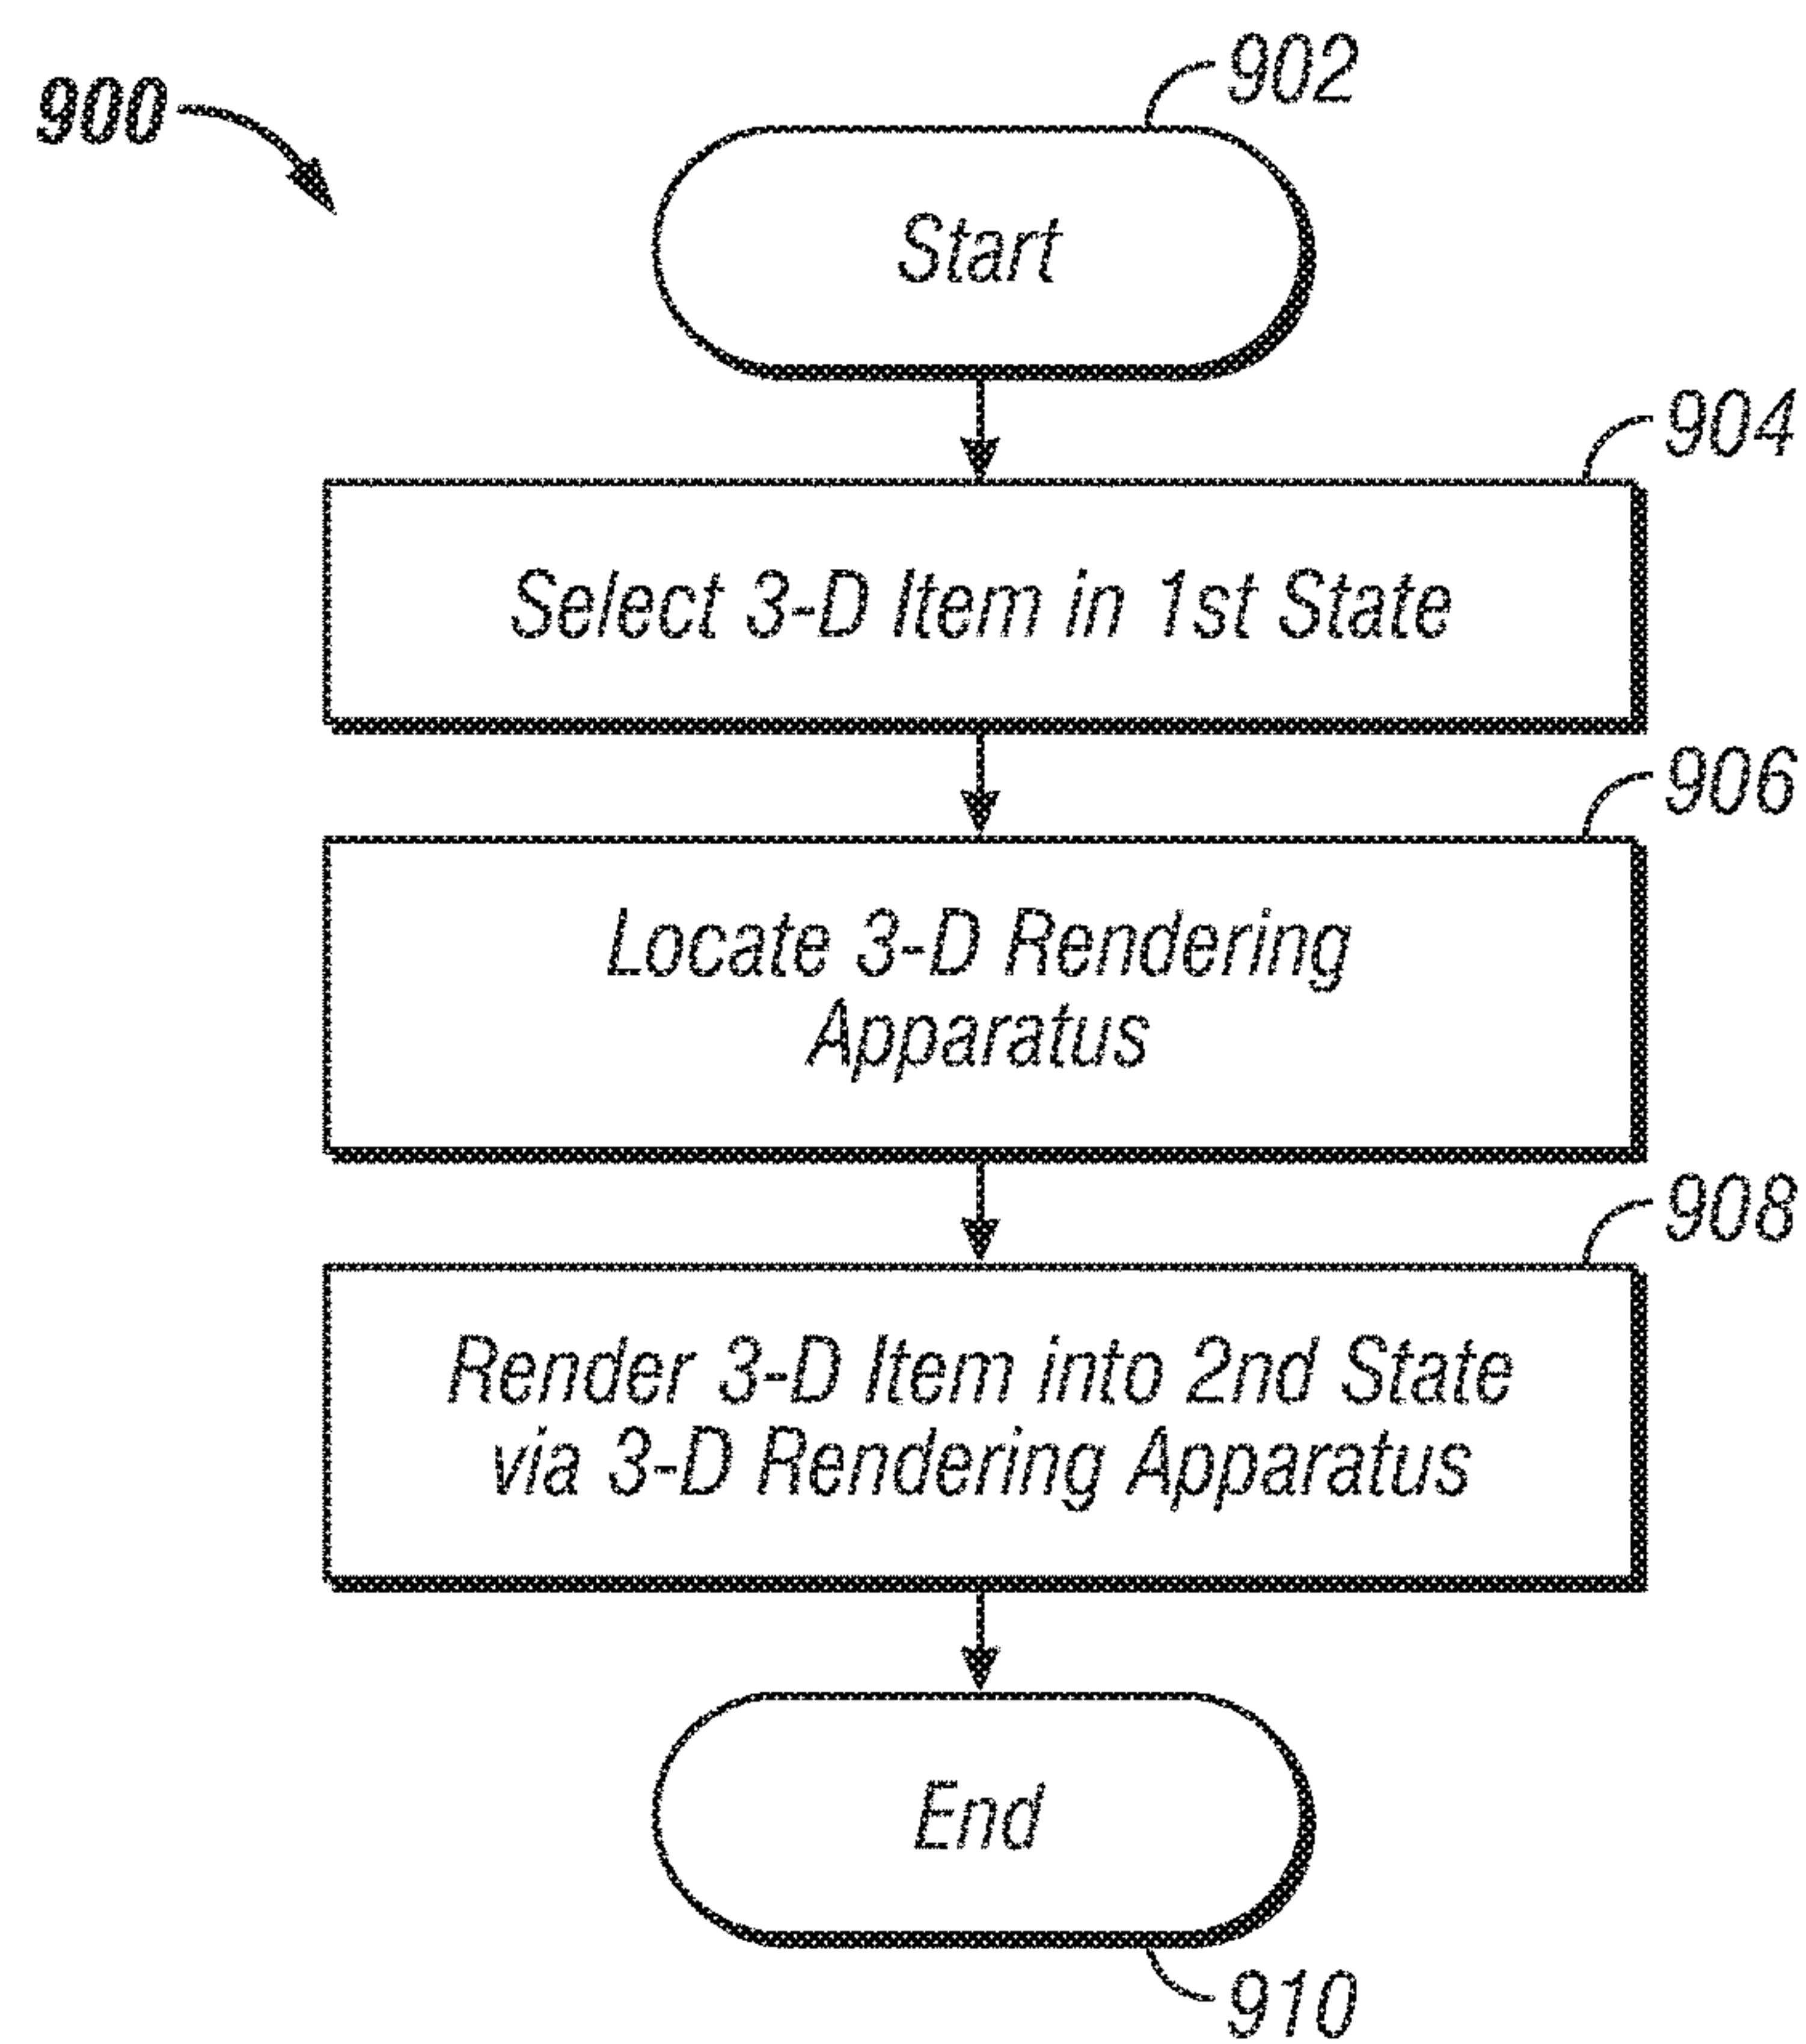 900
902
Start
904
Select 3-D Item in 1st State
906
Locate 3-D Rendering
Apparatus
908
Render 3-D Item into 2nd State
via 3-D Rendering Apparatus
End
910